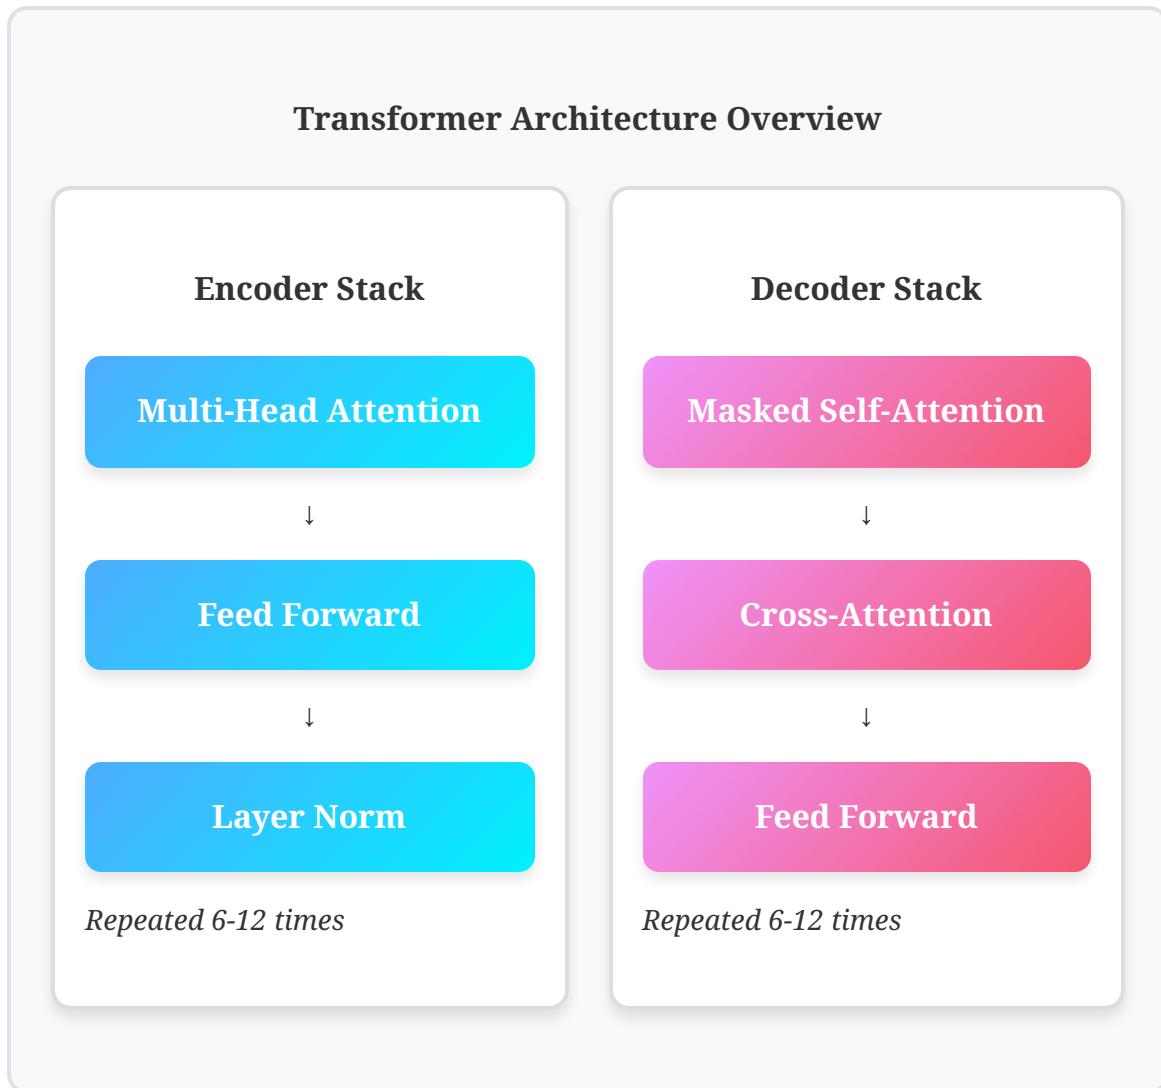 Transformer Architecture Overview
Encoder Stack
Multi-Head Attention
↓
Feed Forward
↓
Layer Norm
Repeated 6-12 times
Decoder Stack
Masked Self-Attention
↓
Cross-Attention
↓
Feed Forward
Repeated 6-12 times